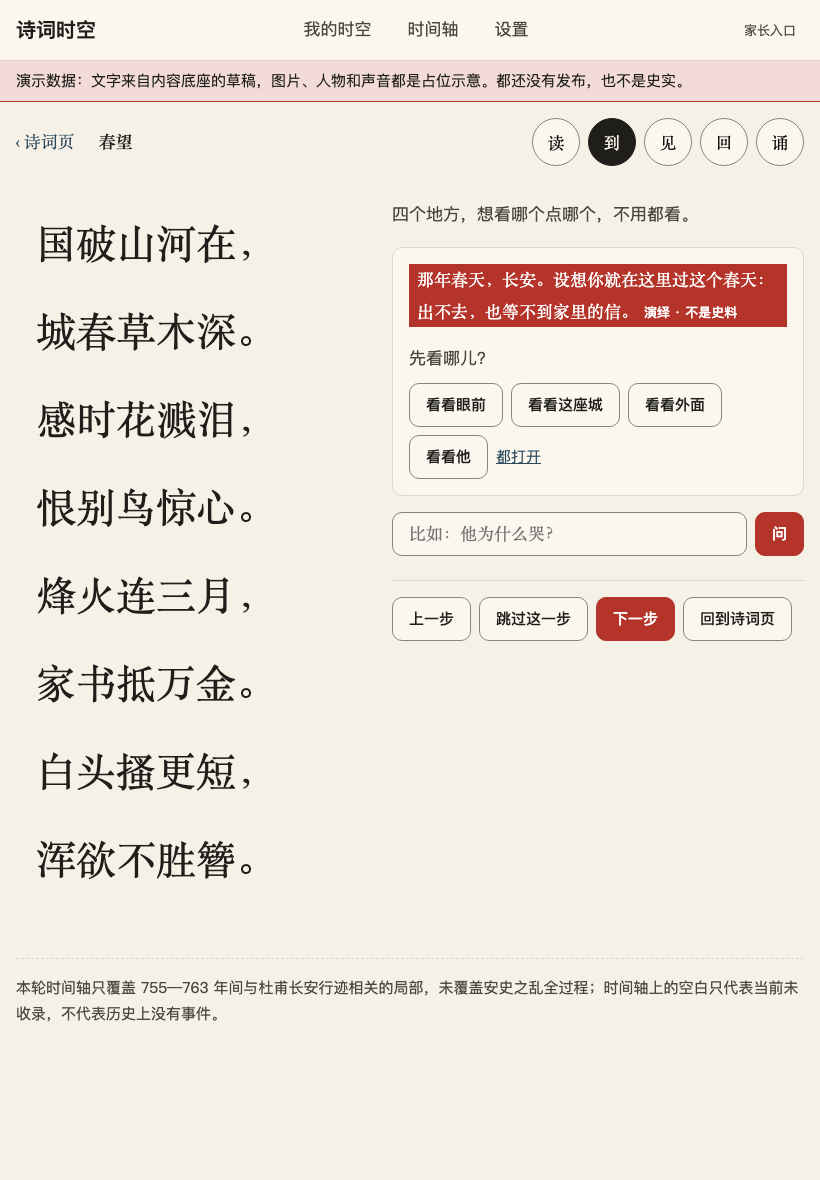 诗词时空
我的时空 时间轴 设置
家长入口
演示数据：文字来自内容底座的草稿，图片、人物和声音都是占位示意。都还没有发布，也不是史实。
‹ 诗词页 春望
读 到 见 回 诵
国破山河在，
城春草木深。
感时花溅泪，
恨别鸟惊心。
烽火连三月，
家书抵万金。
白头搔更短，
浑欲不胜簪。
四个地方，想看哪个点哪个，不用都看。
那年春天，长安。设想你就在这里过这个春天：
出不去，也等不到家里的信。 演绎 · 不是史料
先看哪儿？
看看眼前 看看这座城 看看外面
看看他 都打开
比如：他为什么哭？ 问
上一步 跳过这一步 下一步 回到诗词页
本轮时间轴只覆盖 755—763 年间与杜甫长安行迹相关的局部，未覆盖安史之乱全过程；时间轴上的空白只代表当前未
收录，不代表历史上没有事件。